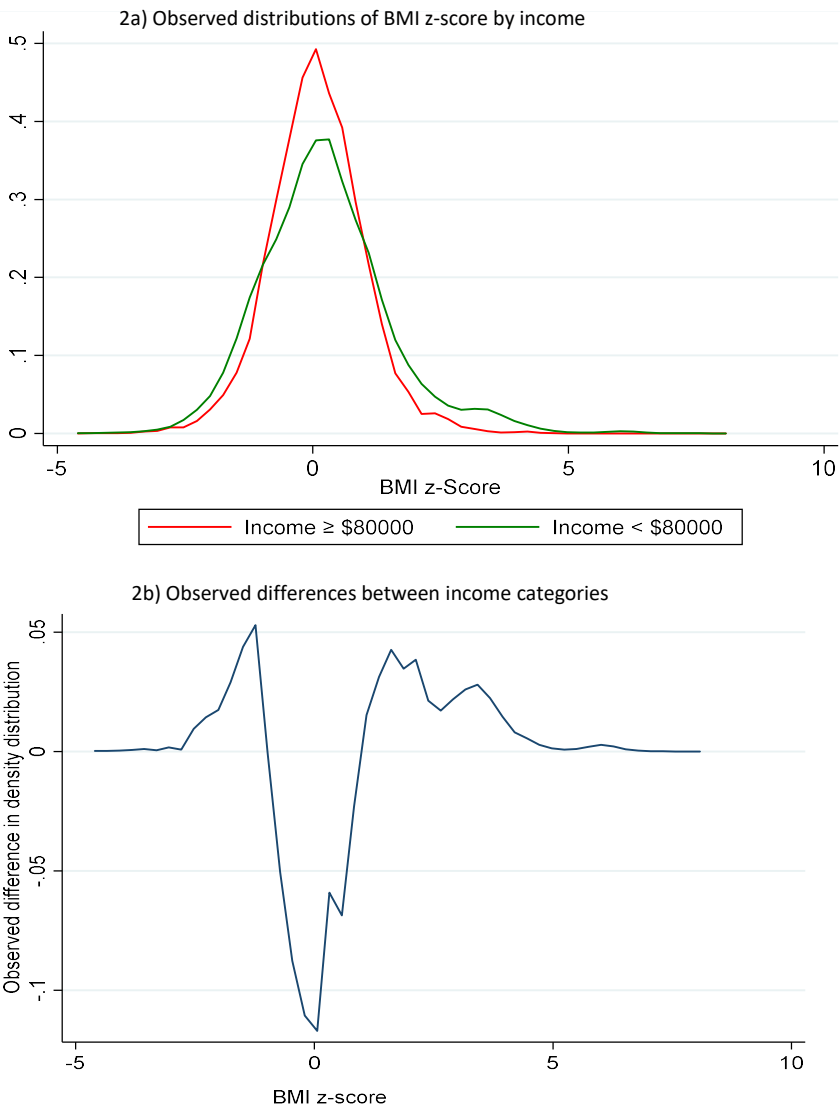 2a) Observed distributions of BMI z-score by income
.5
.4
.3
.2
.1
0
-5 0 5 10
BMI z-Score
Income ≥ $80000 Income < $80000
2b) Observed differences between income categories
Observed difference in density distribution
.05
0
-.05
-.1
-5 0 5 10
BMI z-score